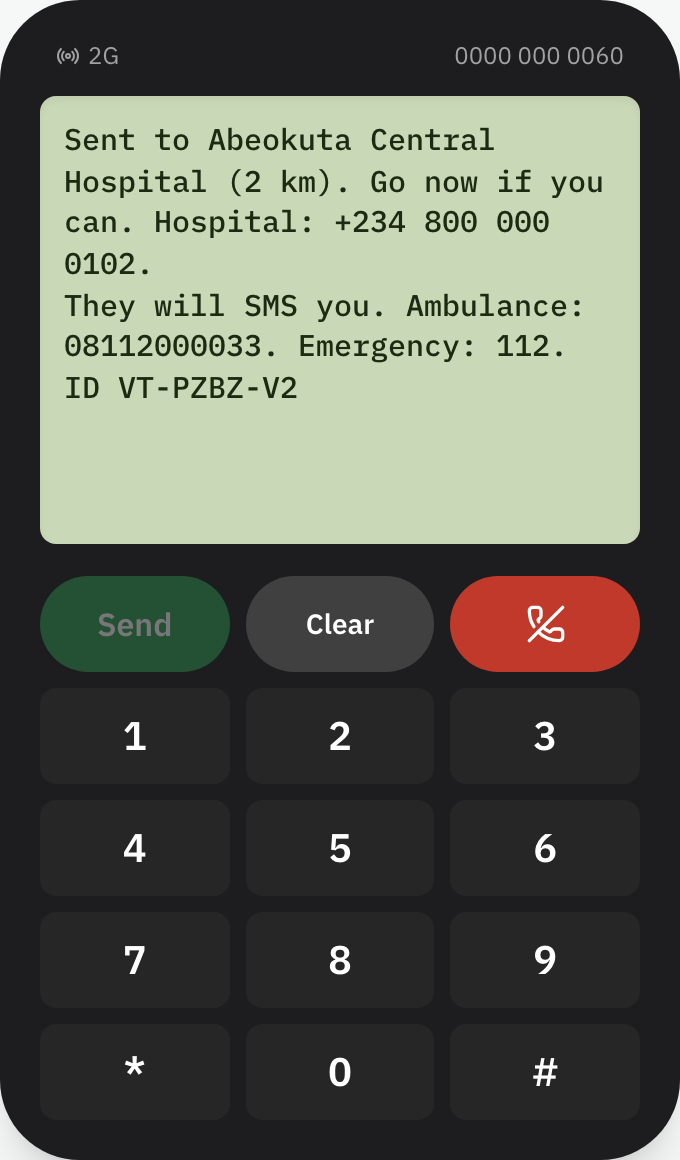 2G
0000 000 0060
Sent to Abeokuta Central
Hospital (2 km). Go now if you
can. Hospital: +234 800 000
0102.
They will SMS you. Ambulance:
08112000033. Emergency: 112.
ID VT-PZBZ-V2
Send
Clear
1
2
3
4
5
6
7
8
9
*
0
#